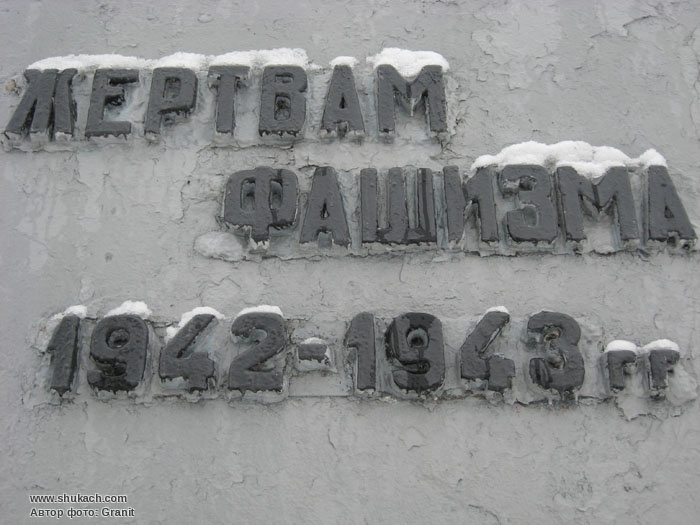 ЖЕРТВАМ
ФАШИЗМА
1942-1943 гг
www.shukach.com
Автор фото: Granit